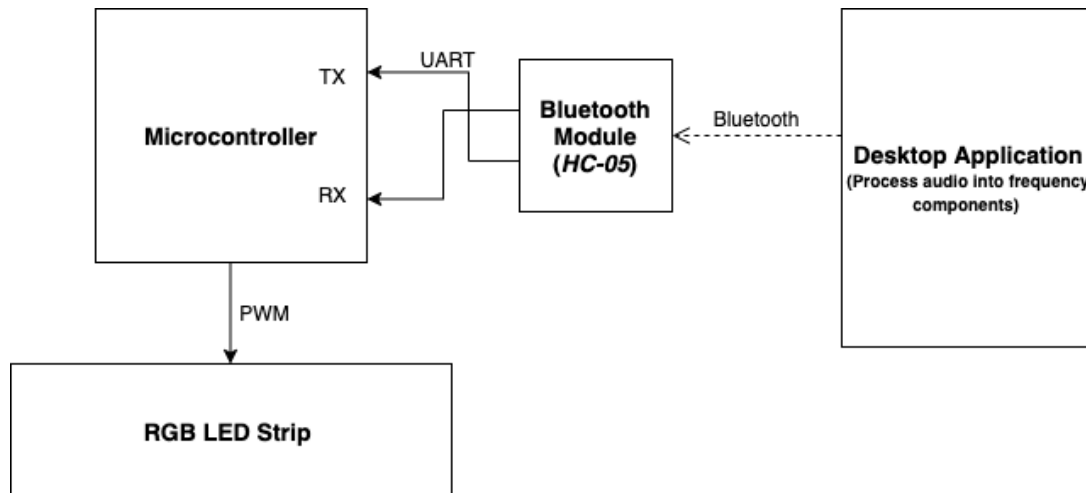 TX
UART
Microcontroller
RX
Bluetooth
Module
(HC-05)
Bluetooth
Desktop Application
(Process audio into frequency
components)
PWM
RGB LED Strip